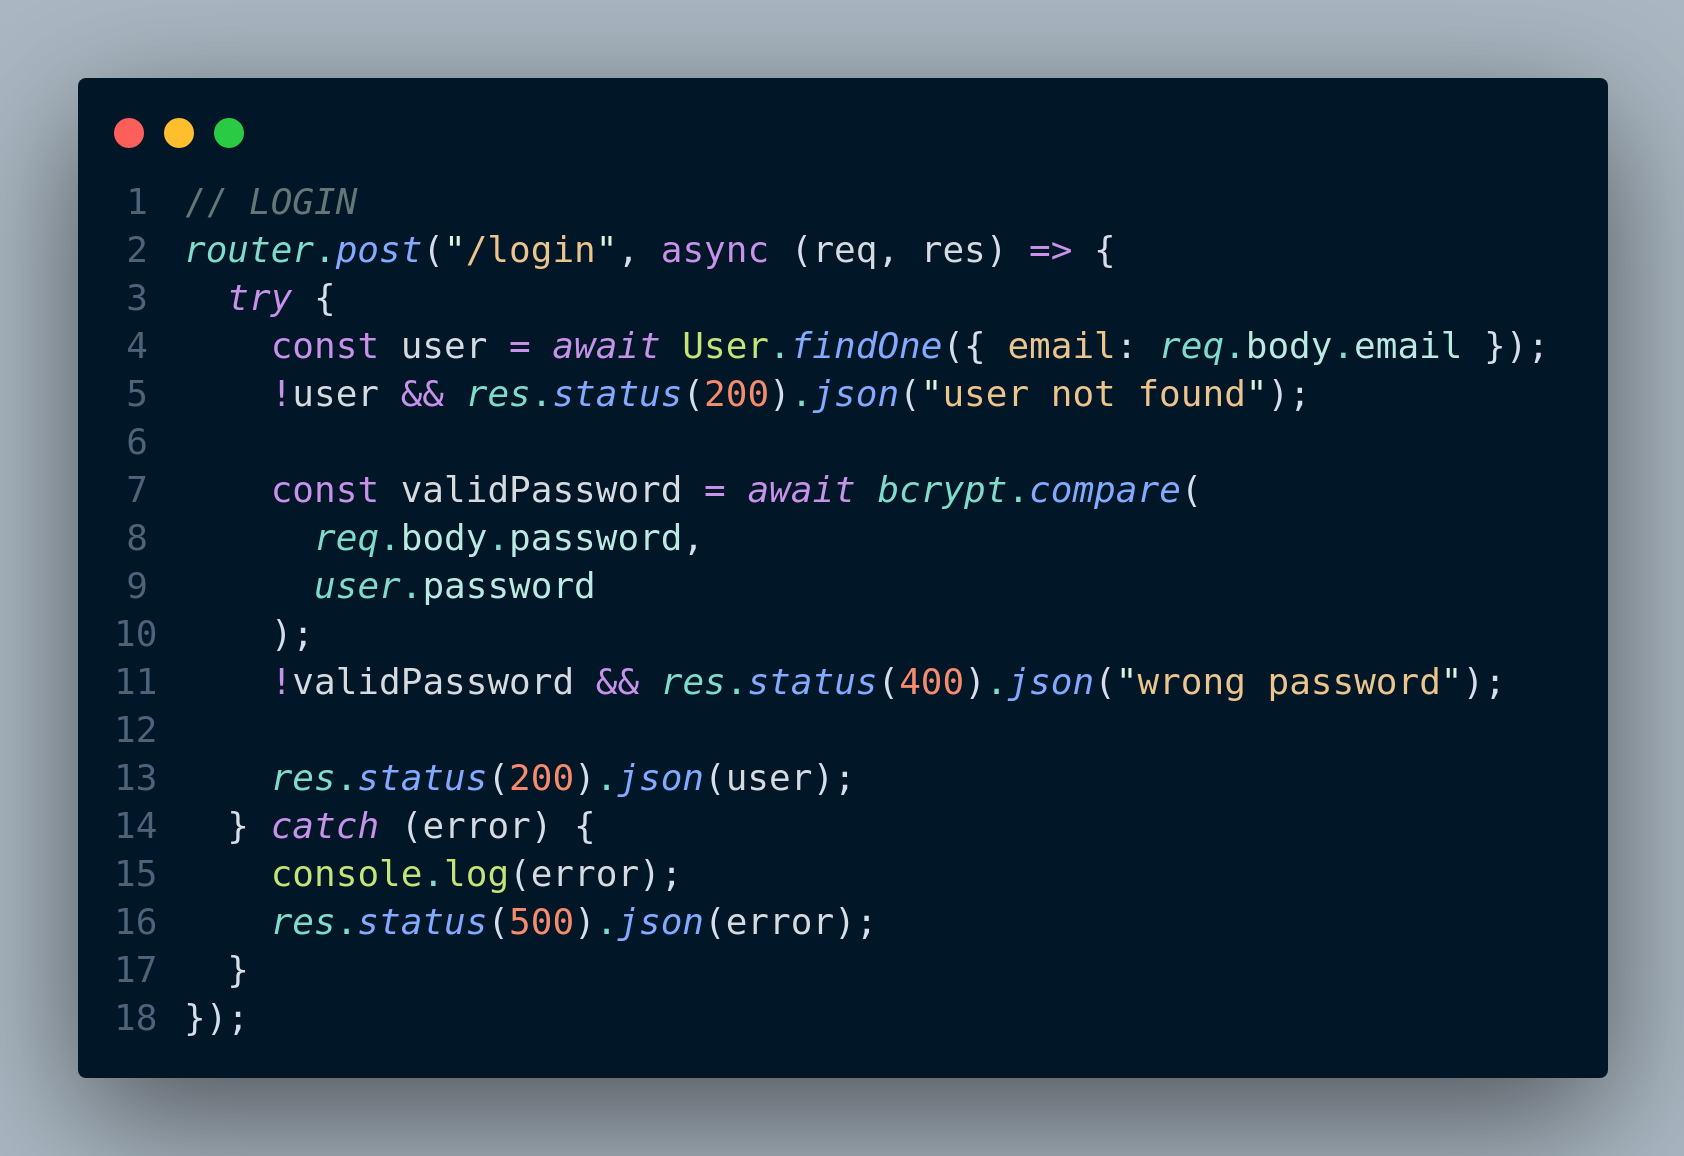 1 // LOGIN
2 router.post("/login", async (req, res) => {
3   try {
4     const user = await User.findOne({ email: req.body.email });
5     !user && res.status(200).json("user not found");
6
7     const validPassword = await bcrypt.compare(
8       req.body.password,
9       user.password
10     );
11     !validPassword && res.status(400).json("wrong password");
12
13     res.status(200).json(user);
14   } catch (error) {
15     console.log(error);
16     res.status(500).json(error);
17   }
18 });